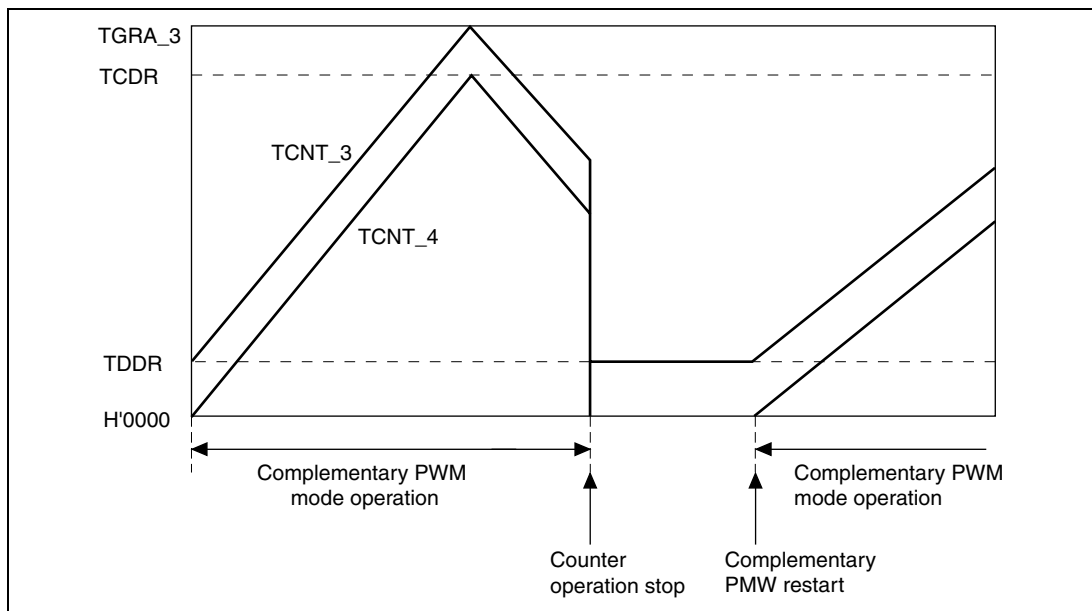 TGRA_3
TCDR
TCNT_3
TCNT_4
TDDR
H'0000
Complementary PWM
mode operation
Complementary PWM
mode operation
Counter
operation stop
Complementary
PMW restart